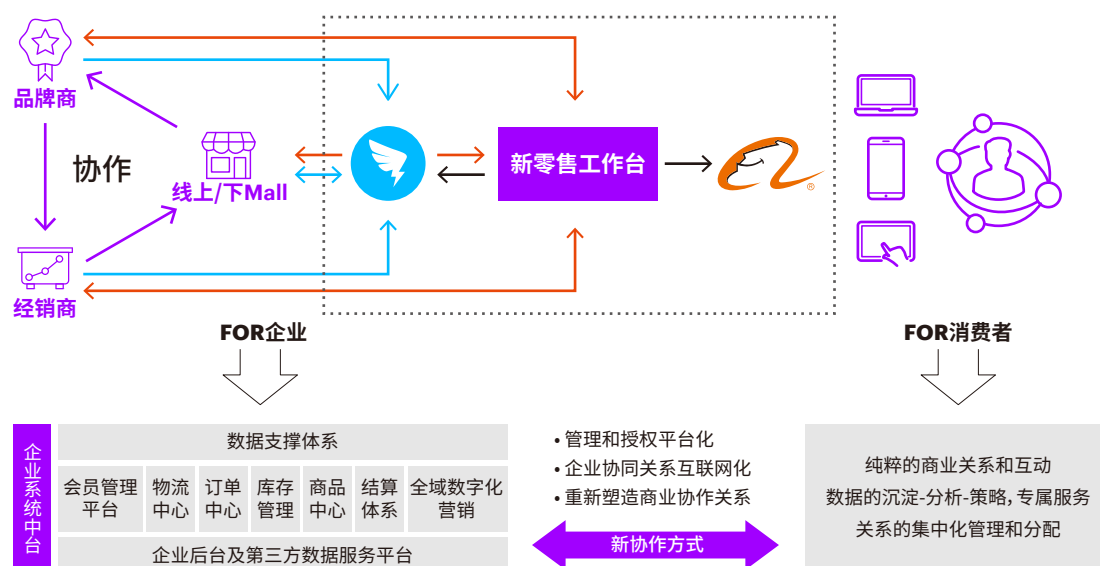 品牌商
协作
线上/下Mall
新零售工作台
®
经销商
FOR企业
FOR消费者
企业系统中台
数据支撑体系
会员管理
平台
物流
中心
订单
中心
库存
管理
商品
中心
结算
体系
全域数字化
营销
企业后台及第三方数据服务平台
• 管理和授权平台化
• 企业协同关系互联网化
• 重新塑造商业协作关系
新协作方式
纯粹的商业关系和互动
数据的沉淀-分析-策略，专属服务
关系的集中化管理和分配